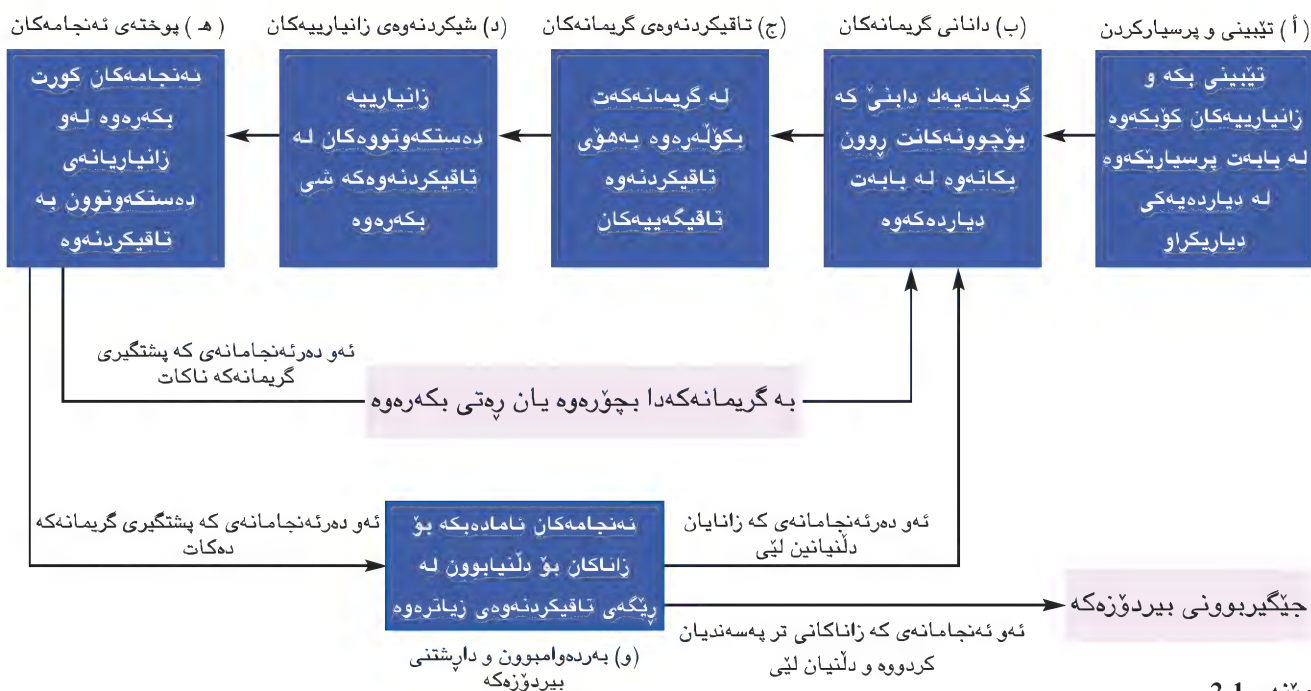 (أ) تێبینی و پرسیارکردن
تێبینی بکە و
زانیارییەکان کۆبکەوە
لە بابەت پرسیارێکەوە
لە دیاردەیەکی
دیاریکراو
(ب) دانانی گریمانەکان
گریمانەیەك دابنێ کە
بۆچوونەکانت ڕوون
بکانەوە لە بابەت
دیاردەکەوە
(ج) تاقیکردنەوەی گریمانەکان
لە گریمانەکەت
بکۆڵەرەوە بەهۆی
تاقیکردنەوە
تاقیگەییەکان
(د) شیکردنەوەی زانیارییەکان
زانیارییە
دەستکەوتووەکان لە
تاقیکردنەوەکە شی
بکەرەوە
(هـ) پوختەی ئەنجامەکان
ئەنجامەکان کورت
بکەرەوە لەو
زانیاریانەی
دەستکەوتوون بە
تاقیکردنەوە
ئەو دەرئەنجامانەی کە پشتگیری
گریمانەکە ناکات
بە گریمانەکەدا بچۆرەوە یان ڕەتی بکەرەوە
ئەو دەرئەنجامانەی کە پشتگیری گریمانەکە
دەکات
ئەنجامەکان ئامادەبکە بۆ
زاناکان بۆ دڵنیابوون لە
ڕێگەی تاقیکردنەوەی زیاترەوە
(و) بەردەوامبوون و داڕشتنی
بیردۆزەکە
ئەو دەرئەنجامانەی کە زانایان
دڵنیانین لێی
ئەو ئەنجامانەی کە زاناکانی تر پەسەندیان
کردووە و دڵنیان لێی
جێگیربوونی بیردۆزەکە